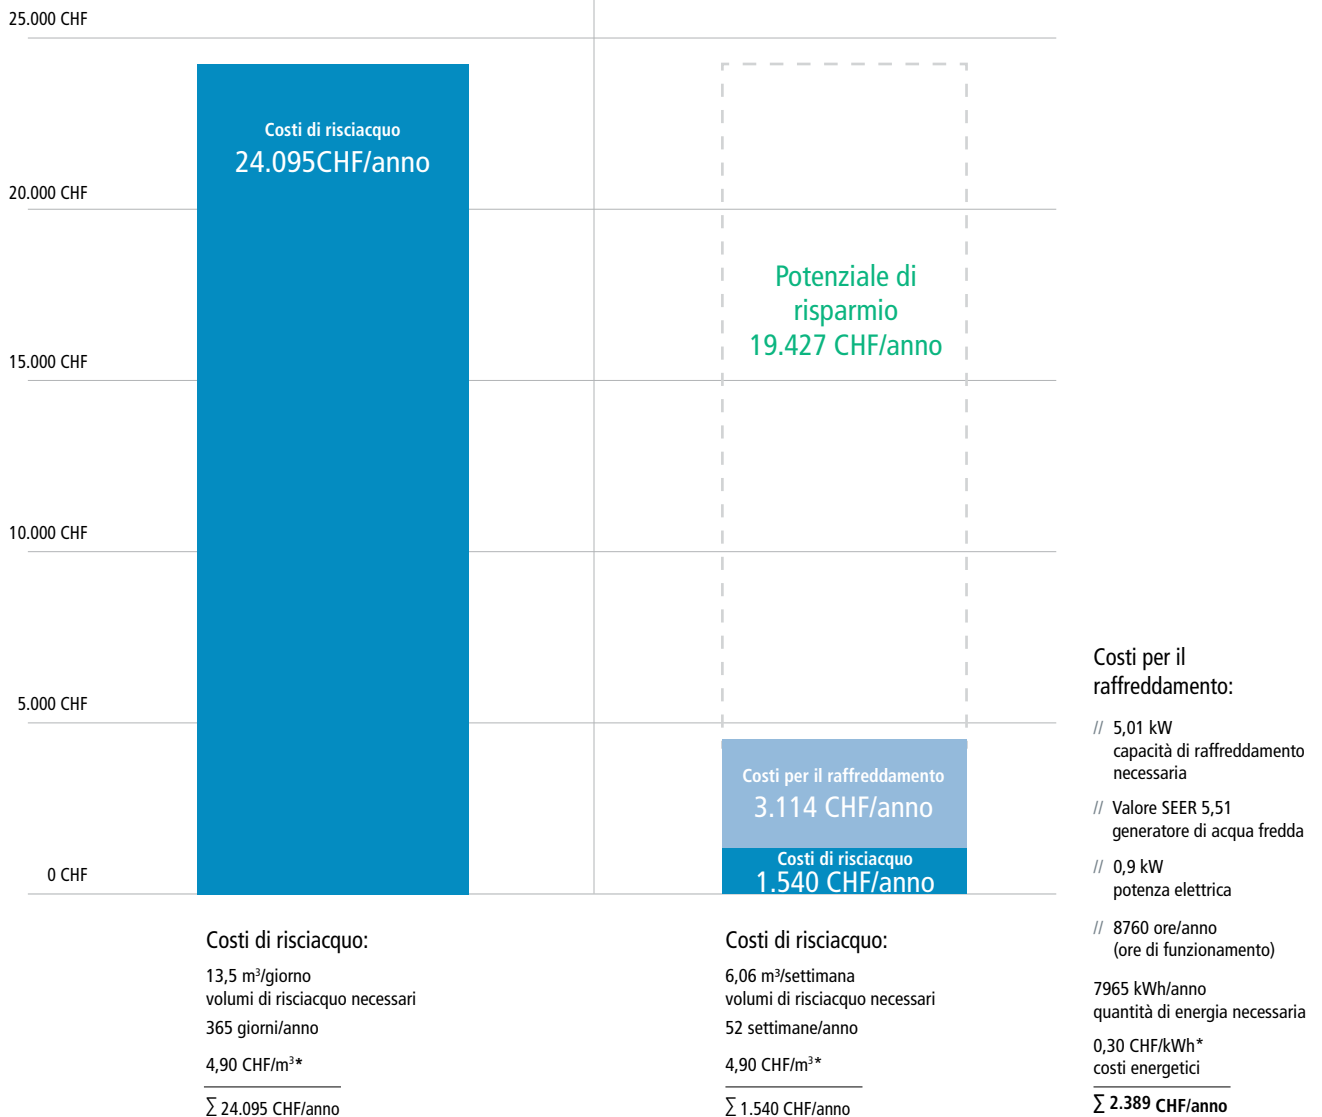 25.000 CHF
20.000 CHF
15.000 CHF
10.000 CHF
5.000 CHF
0 CHF
Costi di risciacquo
24.095CHF/anno
Potenziale di
risparmio
19.427 CHF/anno
Costi per il raffreddamento
3.114 CHF/anno
Costi di risciacquo
1.540 CHF/anno
Costi di risciacquo:
13,5 m³/giorno
volumi di risciacquo necessari
365 giorni/anno
4,90 CHF/m³*
∑ 24.095 CHF/anno
Costi di risciacquo:
6,06 m³/settimana
volumi di risciacquo necessari
52 settimane/anno
4,90 CHF/m³*
∑ 1.540 CHF/anno
Costi per il
raffreddamento:
// 5,01 kW
capacità di raffreddamento
necessaria
// Valore SEER 5,51
generatore di acqua fredda
// 0,9 kW
potenza elettrica
// 8760 ore/anno
(ore di funzionamento)
7965 kWh/anno
quantità di energia necessaria
0,30 CHF/kWh*
costi energetici
∑ 2.389 CHF/anno